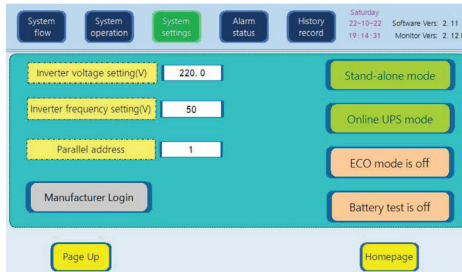 System flow
System operation
System settings
Alarm status
History record
Saturday
22-10-22 Software Vers: 2. 11
19:14:31 Monitor Vers: 2. 12
Inverter voltage setting(V) 220. 0
Stand-alone mode
Inverter frequency setting(V) 50
Online UPS mode
Parallel address 1
ECO mode is off
Manufacturer Login
Battery test is off
Page Up
Homepage